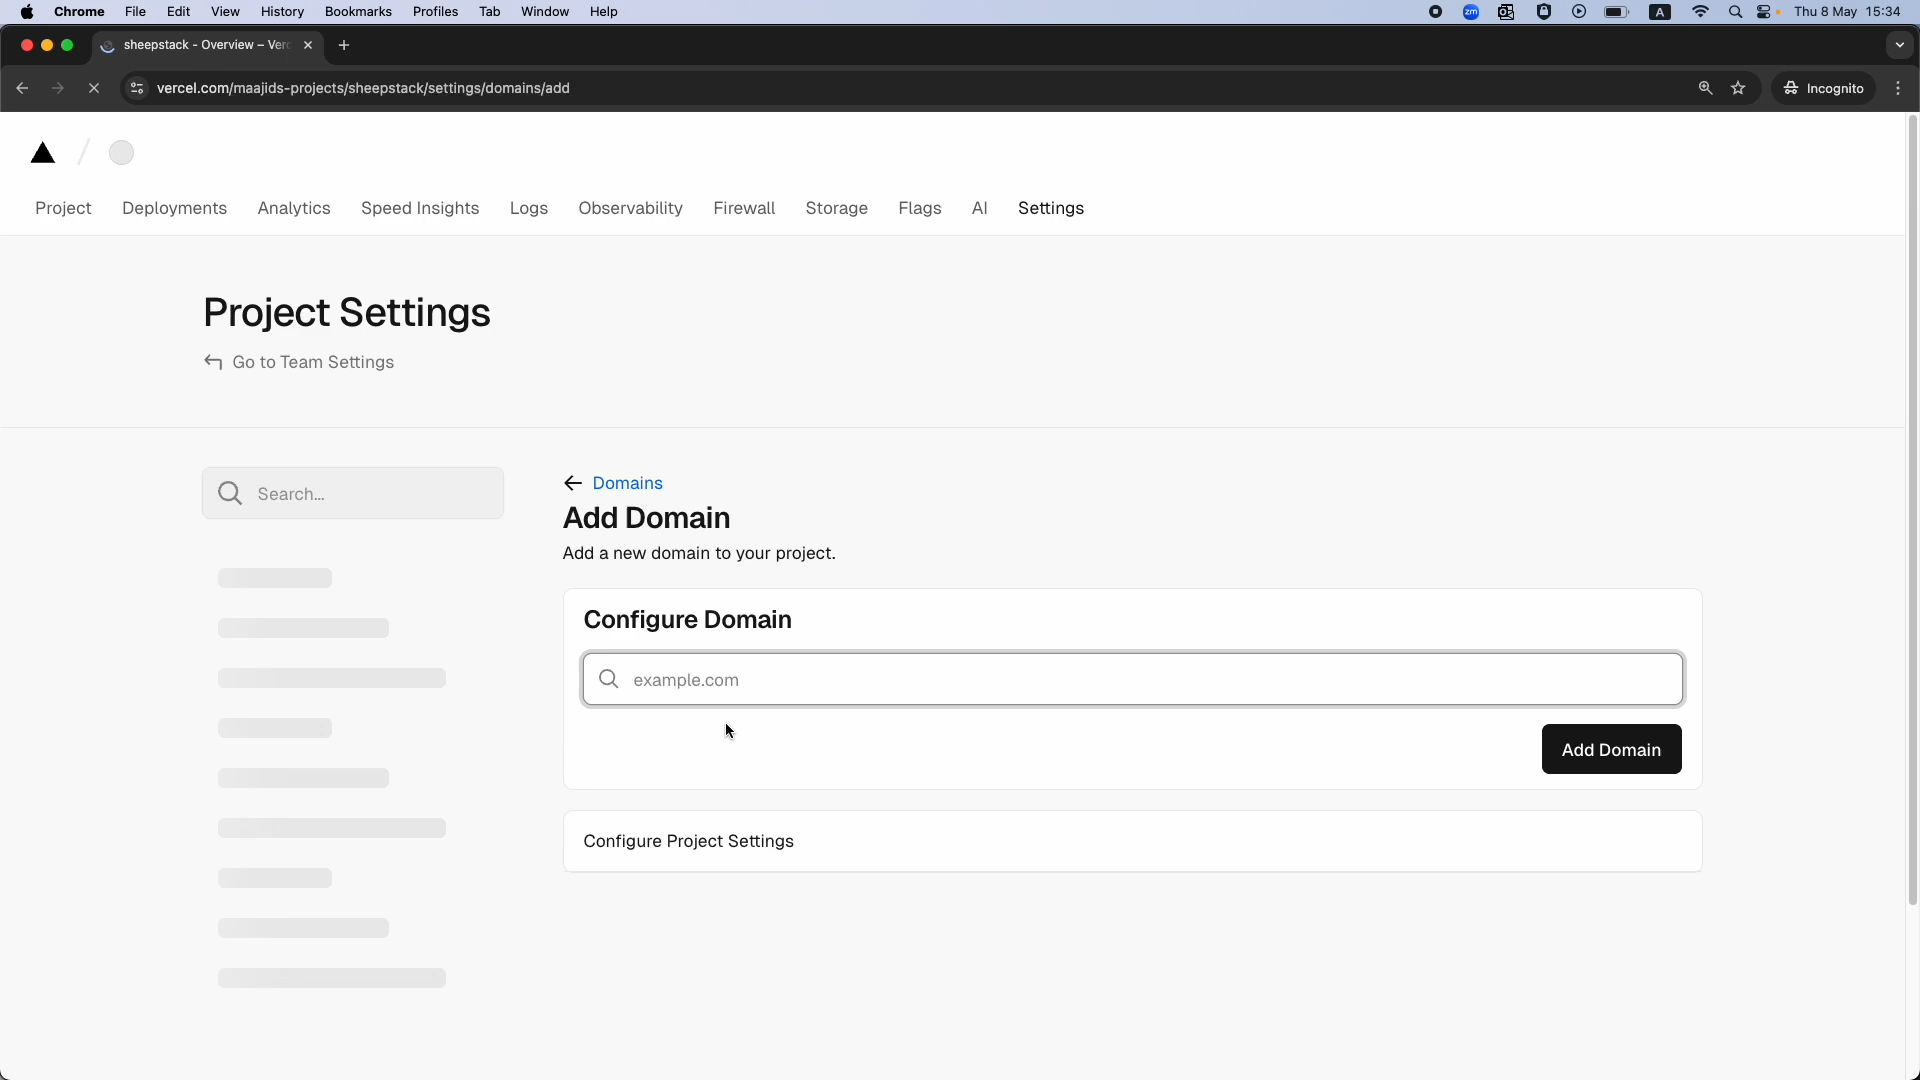 Chrome File Edit View History Bookmarks Profiles Tab Window Help zm A Thu 8 May 15:34
sheepstack - Overview – Ver
vercel.com/maajids-projects/sheepstack/settings/domains/add Incognito
Project Deployments Analytics Speed Insights Logs Observability Firewall Storage Flags AI Settings
Project Settings
Go to Team Settings
Search...
Domains
Add Domain
Add a new domain to your project.
Configure Domain
example.com
Add Domain
Configure Project Settings